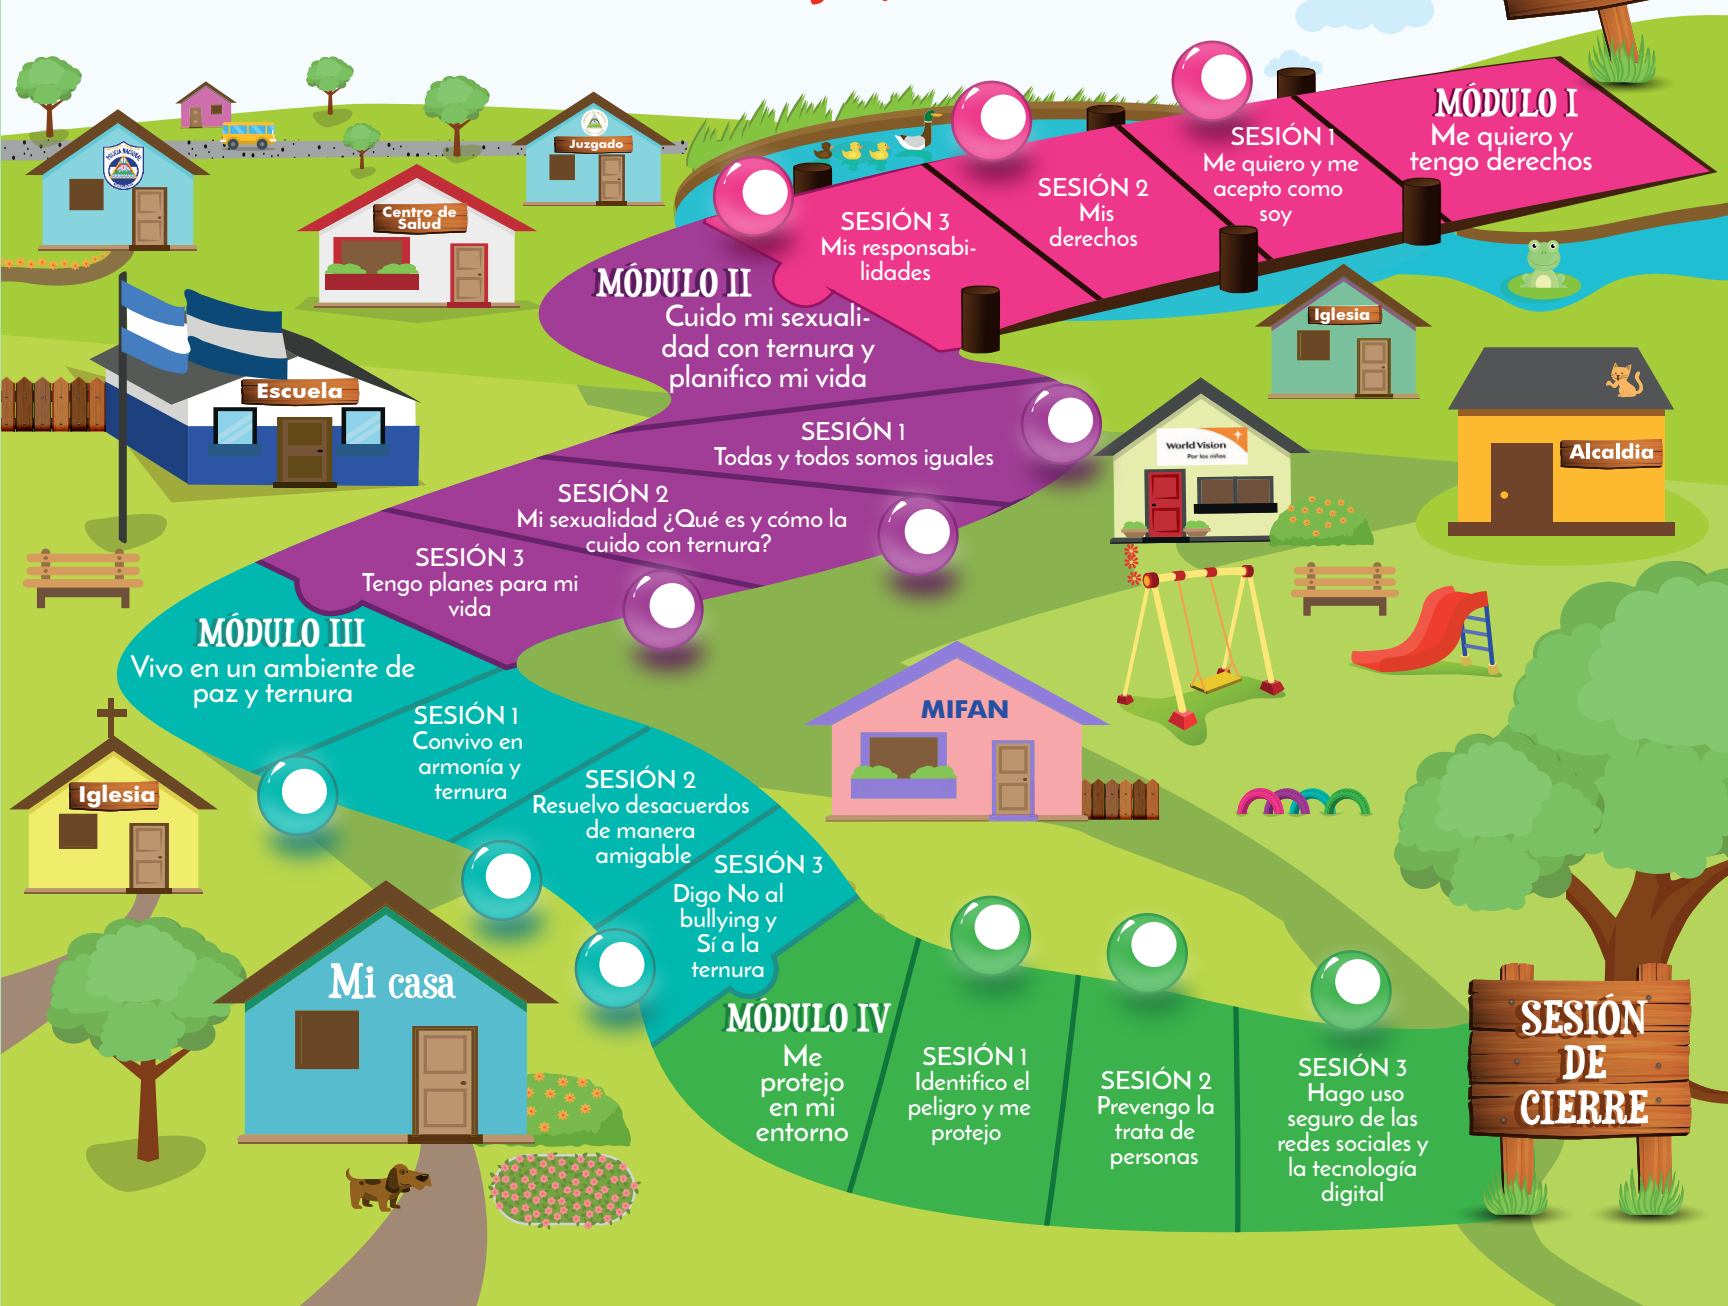 MÓDULO I
Me quiero y
tengo derechos
SESIÓN 1
Me quiero y me
acepto como
soy
SESIÓN 2
Mis
derechos
SESIÓN 3
Mis responsabi-
lidades
MÓDULO II
Cuido mi sexuali-
dad con ternura y
planifico mi vida
SESIÓN 1
Todas y todos somos iguales
SESIÓN 2
Mi sexualidad ¿Qué es y cómo la
cuido con ternura?
SESIÓN 3
Tengo planes para mi
vida
MÓDULO III
Vivo en un ambiente de
paz y ternura
SESIÓN 1
Convivo en
armonía y
ternura
SESIÓN 2
Resuelvo desacuerdos
de manera
amigable
SESIÓN 3
Digo No al
bullying y
Sí a la
ternura
MÓDULO IV
Me
protejo
en mi
entorno
SESIÓN 1
Identifico el
peligro y me
protejo
SESIÓN 2
Prevengo la
trata de
personas
SESIÓN 3
Hago uso
seguro de las
redes sociales y
la tecnología
digital
SESIÓN
DE
CIERRE
POLICIA NACIONAL
Juzgado
Centro de
Salud
Escuela
Iglesia
World Vision
Por los niños
Alcaldia
MIFAN
Iglesia
Mi casa